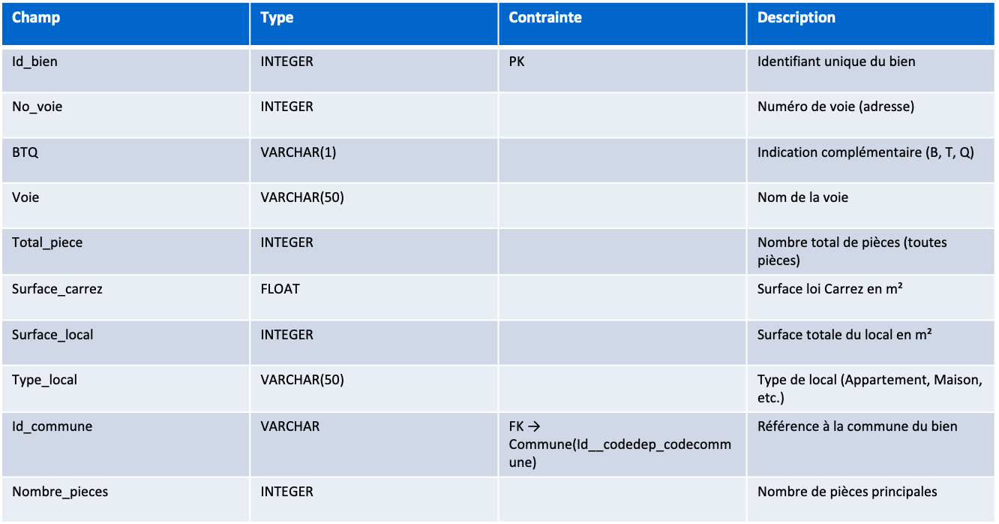 Champ Type Contrainte Description
Id_bien INTEGER PK Identifiant unique du bien
No_voie INTEGER Numéro de voie (adresse)
BTQ VARCHAR(1) Indication complémentaire (B, T, Q)
Voie VARCHAR(50) Nom de la voie
Total_piece INTEGER Nombre total de pièces (toutes
pièces)
Surface_carrez FLOAT Surface loi Carrez en m²
Surface_local INTEGER Surface totale du local en m²
Type_local VARCHAR(50) Type de local (Appartement, Maison,
etc.)
Id_commune VARCHAR FK → Référence à la commune du bien
Commune(Id__codedep_codecomm
une)
Nombre_pieces INTEGER Nombre de pièces principales